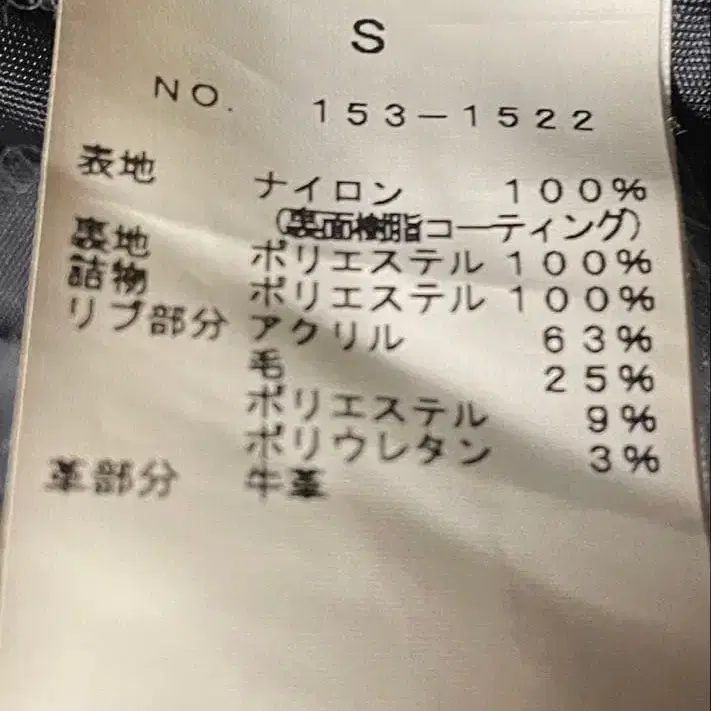 S
NO. 153-1522
表地 ナイロン 100%
(裏面樹脂コーティング)
裏地 ポリエステル 100%
詰物 ポリエステル 100%
リブ部分 アクリル 63%
毛 25%
ポリエステル 9%
ポリウレタン 3%
革部分 牛革